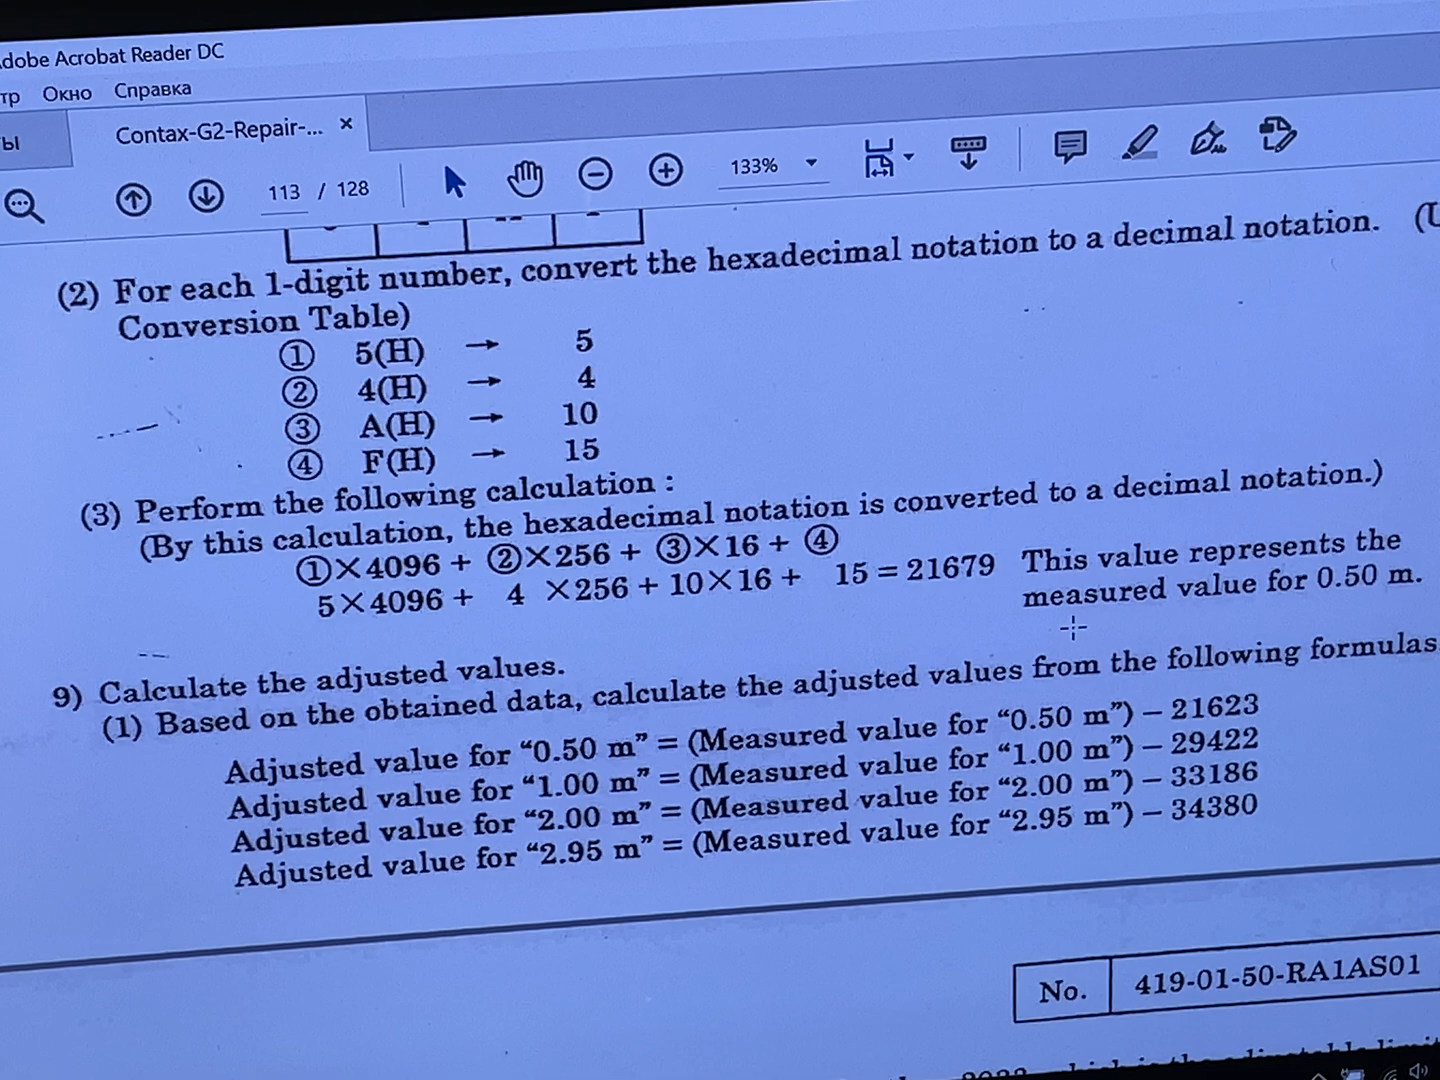 Adobe Acrobat Reader DC
Окно Справка
Contax-G2-Repair-... ×
113 / 128 133%
(2) For each 1-digit number, convert the hexadecimal notation to a decimal notation.
Conversion Table)
① 5(H) → 5
② 4(H) → 4
③ A(H) → 10
④ F(H) → 15
(3) Perform the following calculation :
(By this calculation, the hexadecimal notation is converted to a decimal notation.)
①×4096 + ②×256 + ③×16 + ④
5×4096 + 4 ×256 + 10×16 + 15 = 21679 This value represents the
measured value for 0.50 m.
9) Calculate the adjusted values.
(1) Based on the obtained data, calculate the adjusted values from the following formulas
Adjusted value for “0.50 m” = (Measured value for “0.50 m”) – 21623
Adjusted value for “1.00 m” = (Measured value for “1.00 m”) – 29422
Adjusted value for “2.00 m” = (Measured value for “2.00 m”) – 33186
Adjusted value for “2.95 m” = (Measured value for “2.95 m”) – 34380
No. 419-01-50-RA1AS01